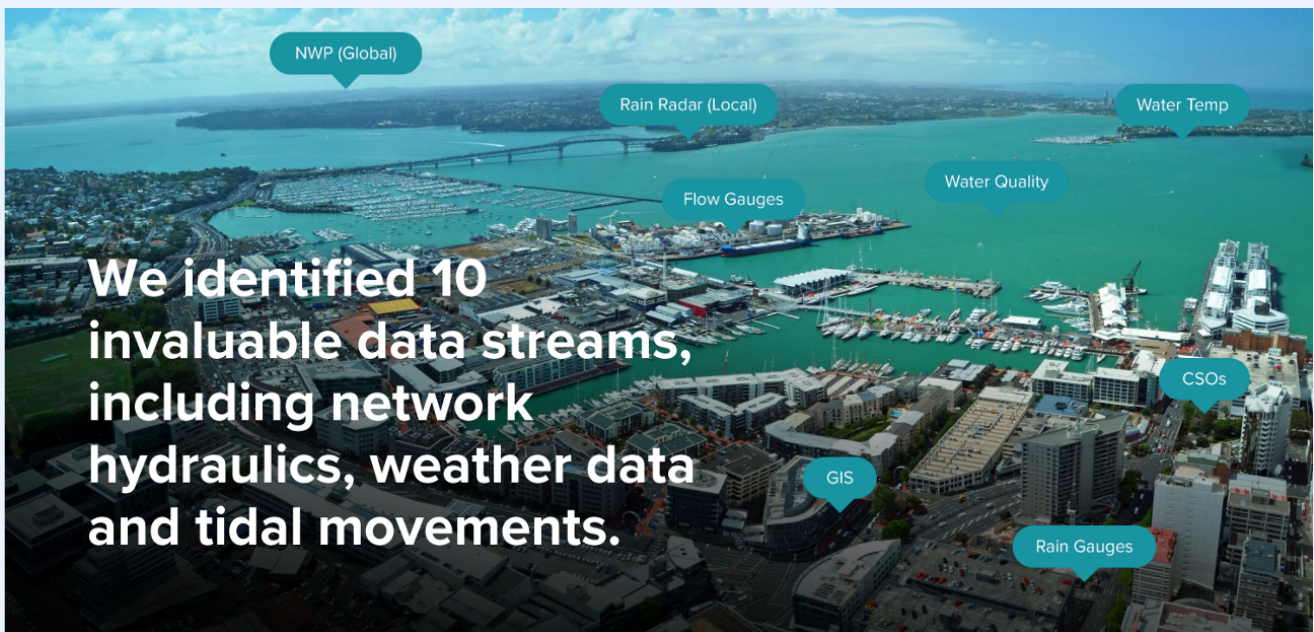 NWP (Global)
Rain Radar (Local)
Water Temp
Water Quality
Flow Gauges
We identified 10
invaluable data streams,
including network
hydraulics, weather data
and tidal movements.
CSOs
GIS
Rain Gauges